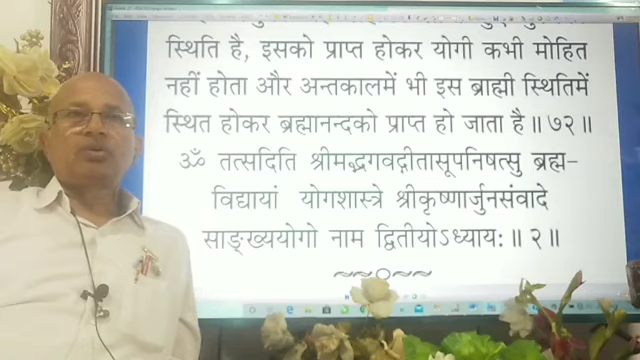 स्थिति है, इसको प्राप्त होकर योगी कभी मोहित
नहीं होता और अन्तकालमें भी इस ब्राह्मी स्थितिमें
स्थित होकर ब्रह्मानन्दको प्राप्त हो जाता है॥ ७२॥
ॐ तत्सदिति श्रीमद्भगवद्गीतासूपनिषत्सु ब्रह्म-
विद्यायां योगशास्त्रे श्रीकृष्णार्जुनसंवादे
साङ्ख्ययोगो नाम द्वितीयोऽध्यायः॥ २॥